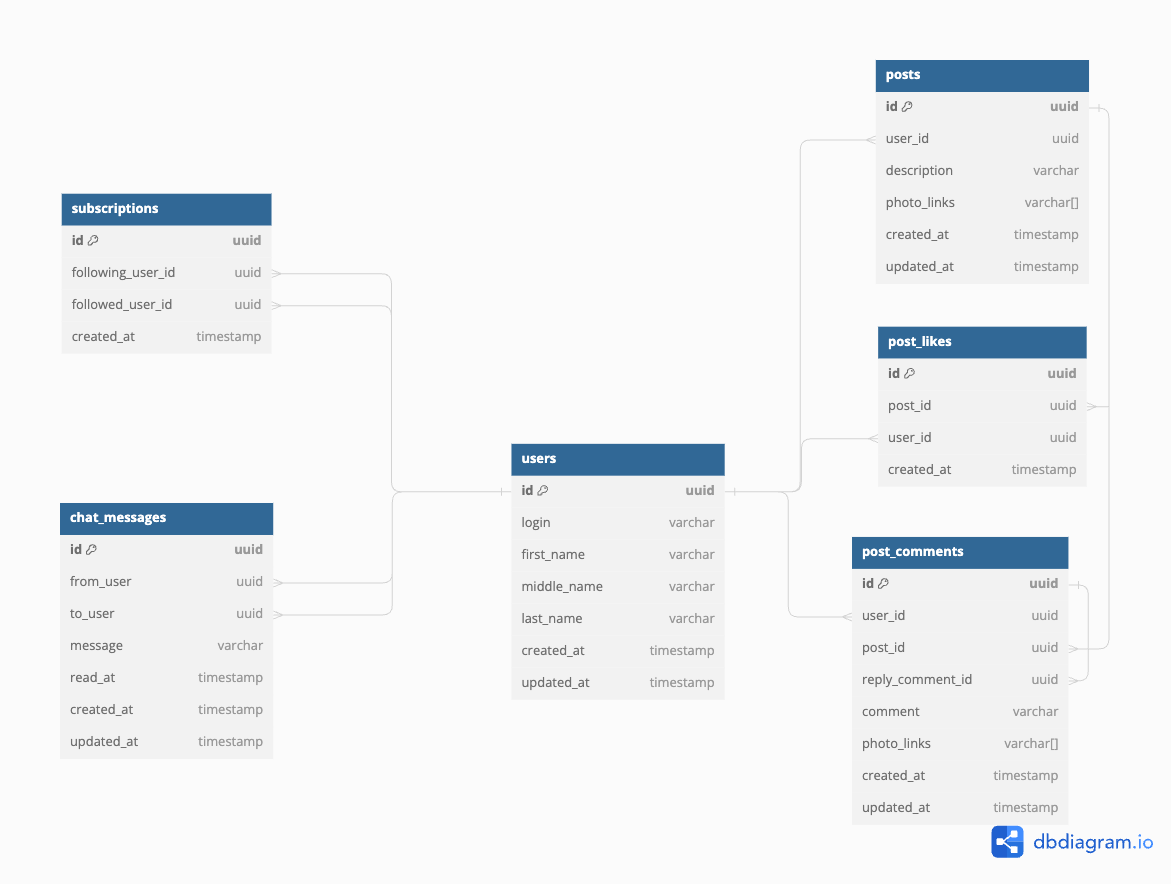 posts
id uuid
user_id uuid
description varchar
photo_links varchar[]
created_at timestamp
updated_at timestamp
subscriptions
id uuid
following_user_id uuid
followed_user_id uuid
created_at timestamp
post_likes
id uuid
post_id uuid
user_id uuid
created_at timestamp
users
id uuid
login varchar
first_name varchar
middle_name varchar
last_name varchar
created_at timestamp
updated_at timestamp
chat_messages
id uuid
from_user uuid
to_user uuid
message varchar
read_at timestamp
created_at timestamp
updated_at timestamp
post_comments
id uuid
user_id uuid
post_id uuid
reply_comment_id uuid
comment varchar
photo_links varchar[]
created_at timestamp
updated_at timestamp
dbdiagram.io